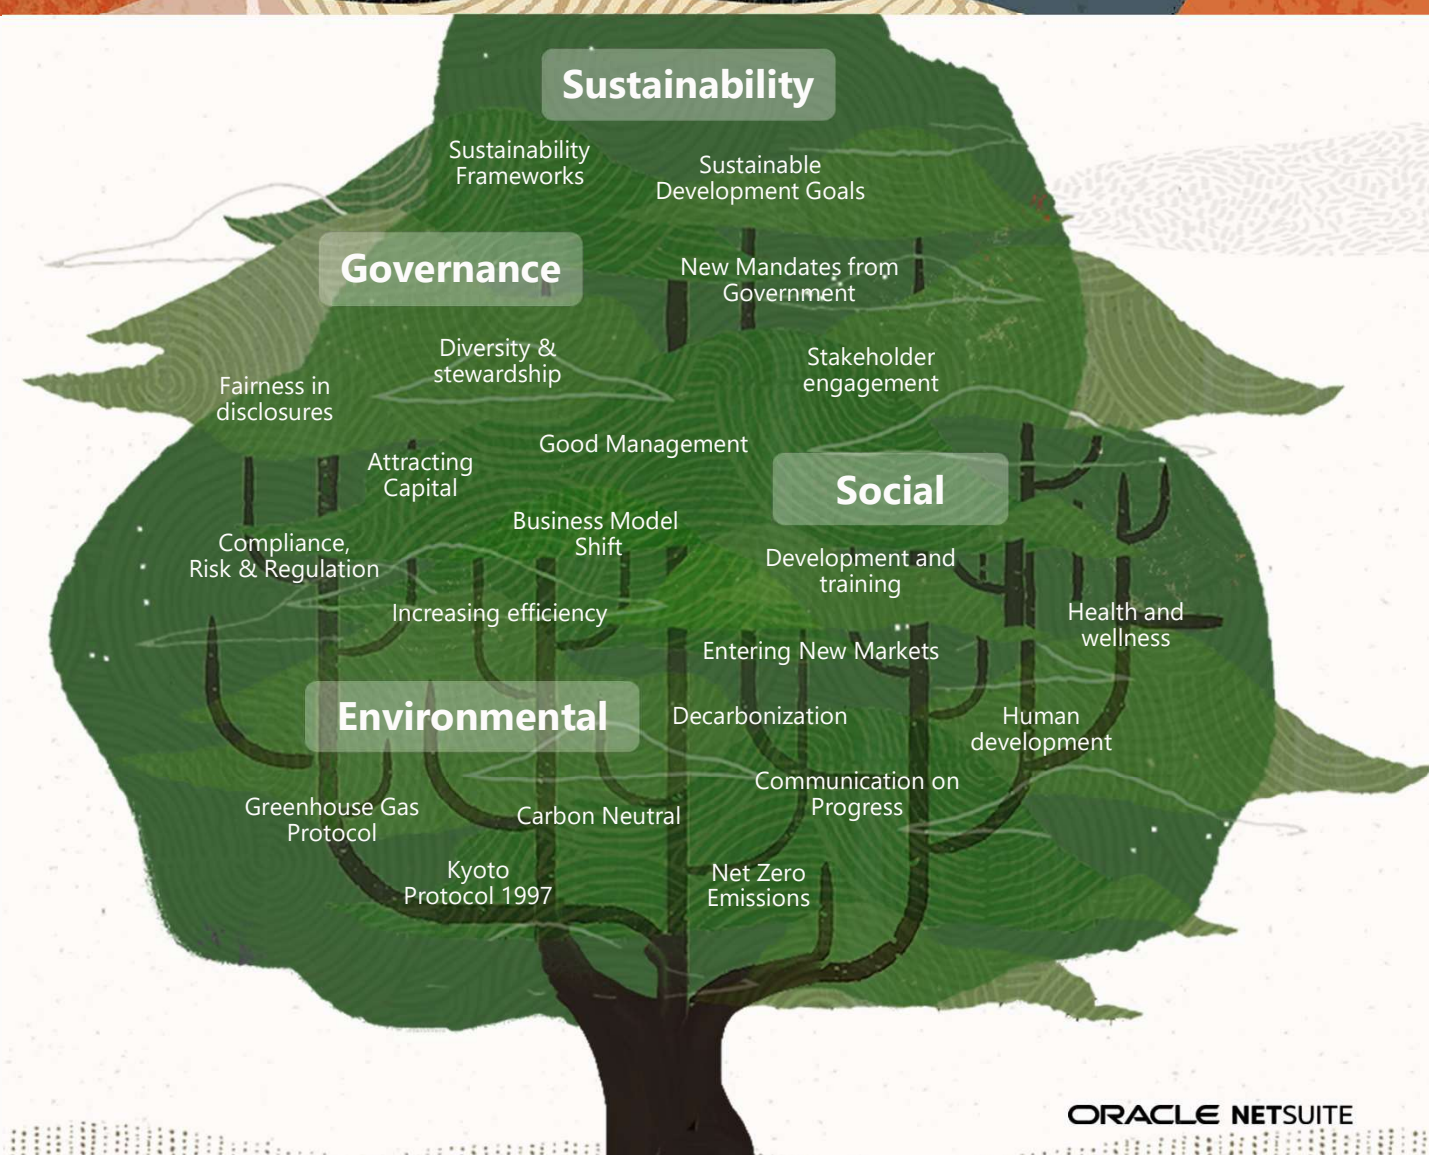 Sustainability
Sustainability
Frameworks
Sustainable
Development Goals
Governance
New Mandates from
Government
Diversity &
stewardship
Stakeholder
engagement
Fairness in
disclosures
Good Management
Attracting
Capital
Social
Business Model
Shift
Compliance,
Risk & Regulation
Development and
training
Increasing efficiency
Health and
wellness
Entering New Markets
Environmental
Decarbonization
Human
development
Communication on
Progress
Greenhouse Gas
Protocol
Carbon Neutral
Kyoto
Protocol 1997
Net Zero
Emissions
ORACLE NETSUITE